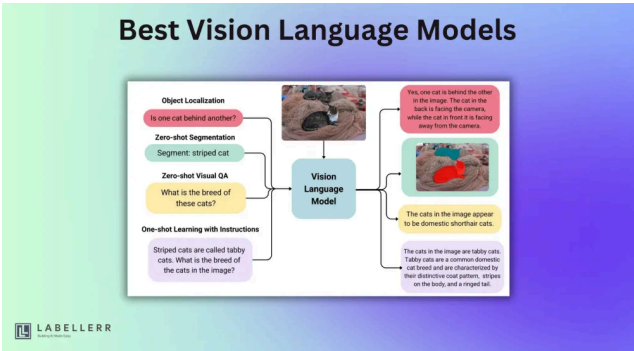 Best Vision Language Models
Object Localization
Is one cat behind another?
Zero-shot Segmentation
Segment: striped cat
Zero-shot Visual QA
What is the breed of
these cats?
One-shot Learning with Instructions
Striped cats are called tabby
cats. What is the breed of
the cats in the image?
Vision
Language
Model
Yes, one cat is behind the other
in the image. The cat in the
back is facing the camera,
while the cat in front it is facing
away from the camera.
The cats in the image appear
to be domestic shorthair cats.
The cats in the image are tabby cats.
Tabby cats are a common domestic
cat breed and are characterized by
their distinctive coat pattern, stripes
on the body, and a ringed tail.
LABELLERR